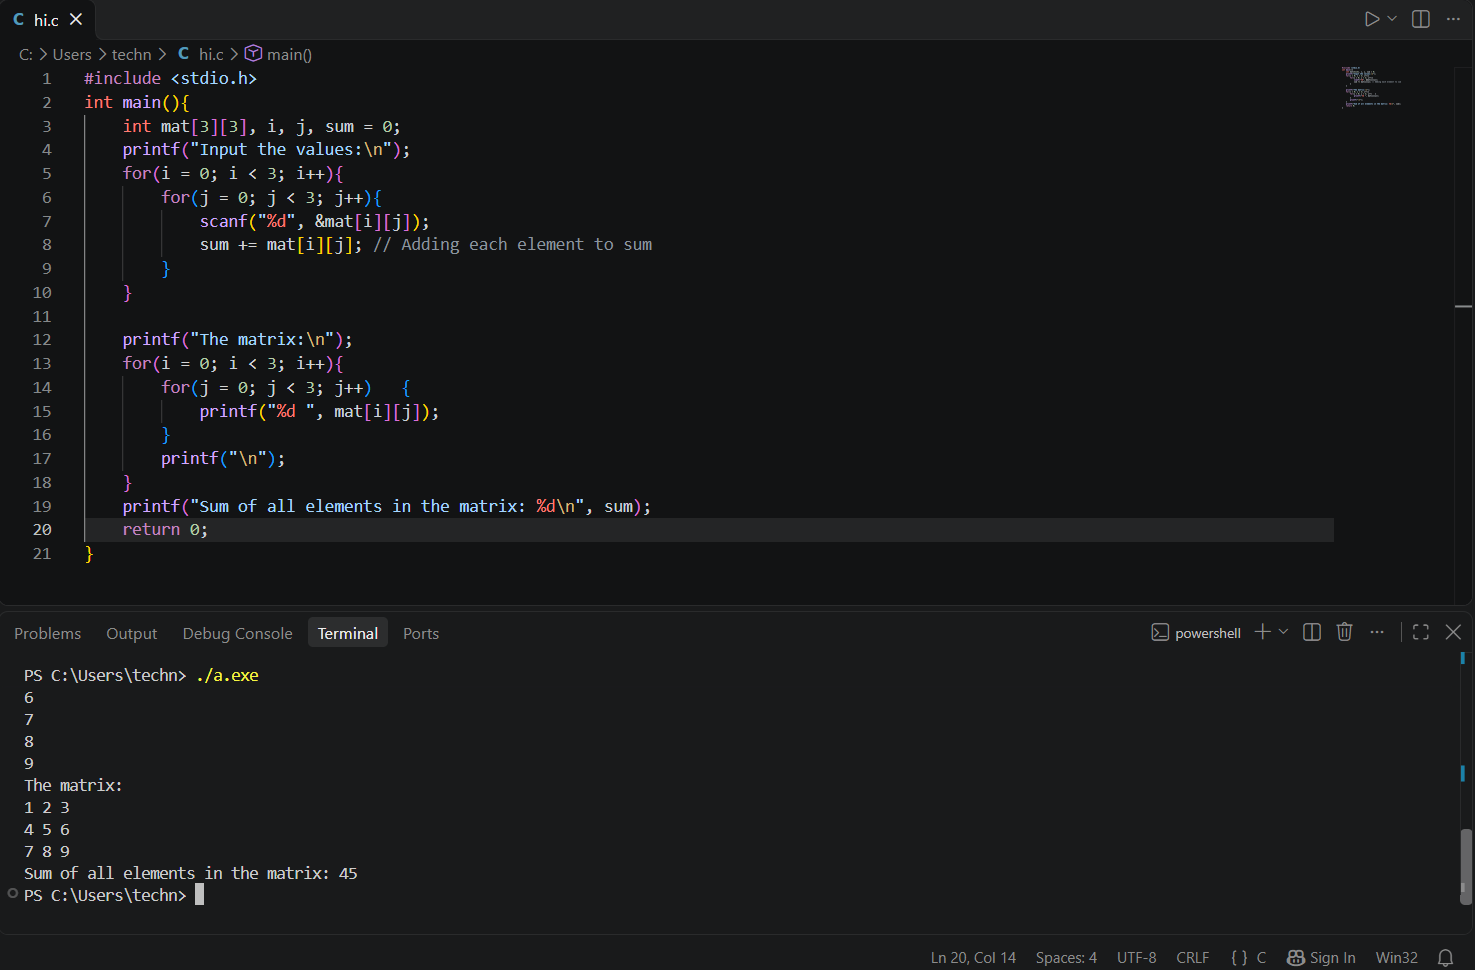 C hi.c
C: > Users > techn > C hi.c > main()
1 #include <stdio.h>
2 int main(){
3     int mat[3][3], i, j, sum = 0;
4     printf("Input the values:\n");
5     for(i = 0; i < 3; i++){
6         for(j = 0; j < 3; j++){
7             scanf("%d", &mat[i][j]);
8             sum += mat[i][j]; // Adding each element to sum
9         }
10     }
11
12     printf("The matrix:\n");
13     for(i = 0; i < 3; i++){
14         for(j = 0; j < 3; j++)   {
15             printf("%d ", mat[i][j]);
16         }
17         printf("\n");
18     }
19     printf("Sum of all elements in the matrix: %d\n", sum);
20     return 0;
21 }
Problems Output Debug Console Terminal Ports powershell
PS C:\Users\techn> ./a.exe
6
7
8
9
The matrix:
1 2 3
4 5 6
7 8 9
Sum of all elements in the matrix: 45
PS C:\Users\techn>
Ln 20, Col 14 Spaces: 4 UTF-8 CRLF {} C Sign In Win32